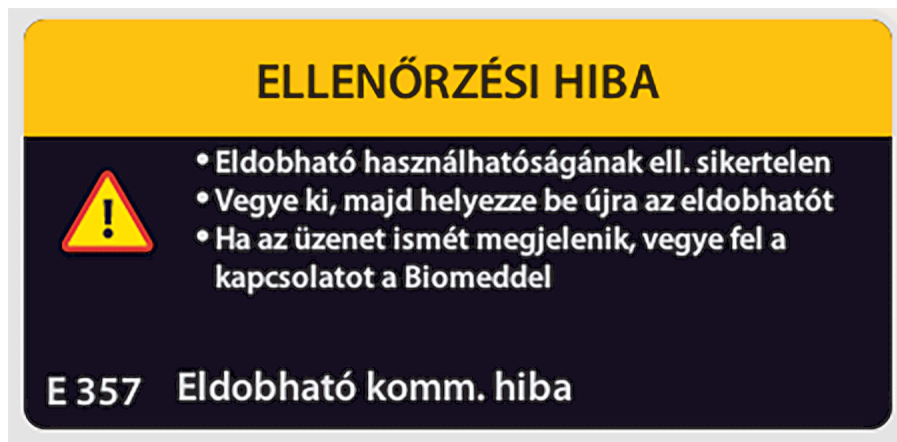 ELLENŐRZÉSI HIBA
• Eldobható használhatóságának ell. sikertelen
• Vegye ki, majd helyezze be újra az eldobhatót
• Ha az üzenet ismét megjelenik, vegye fel a
kapcsolatot a Biomeddel
E 357 Eldobható komm. hiba